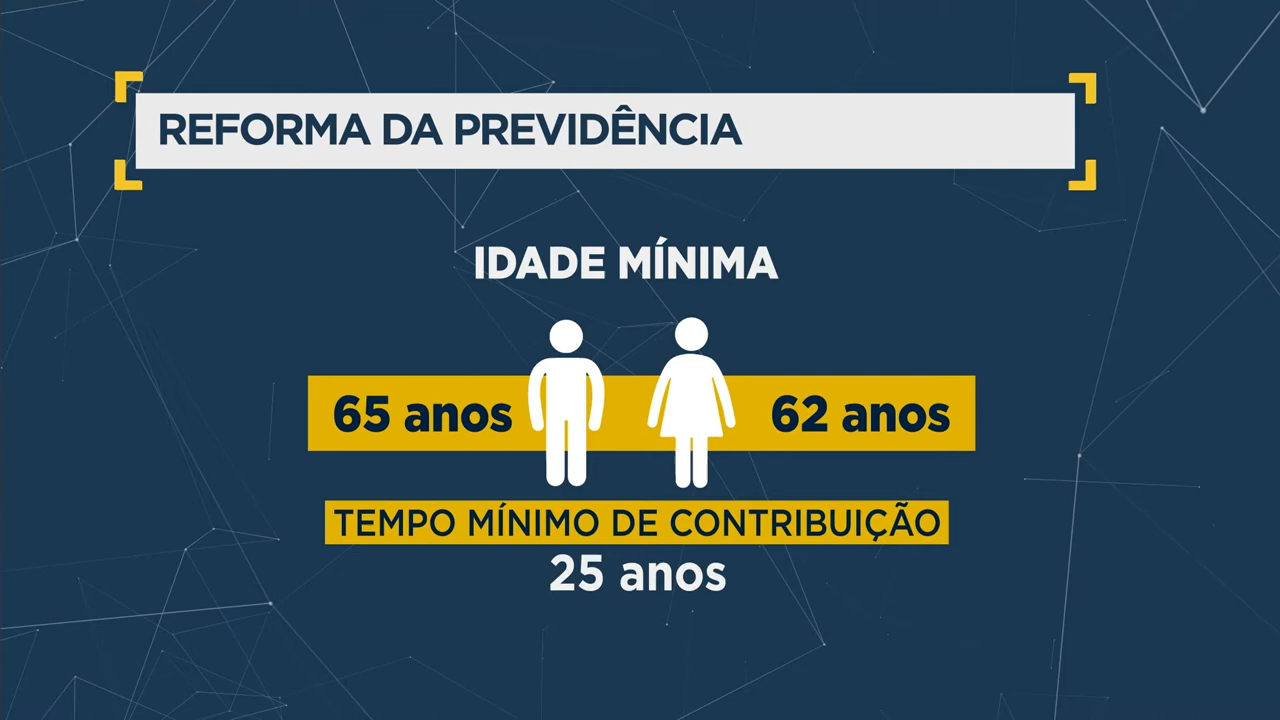 REFORMA DA PREVIDÊNCIA
IDADE MÍNIMA
65 anos
62 anos
TEMPO MÍNIMO DE CONTRIBUIÇÃO
25 anos